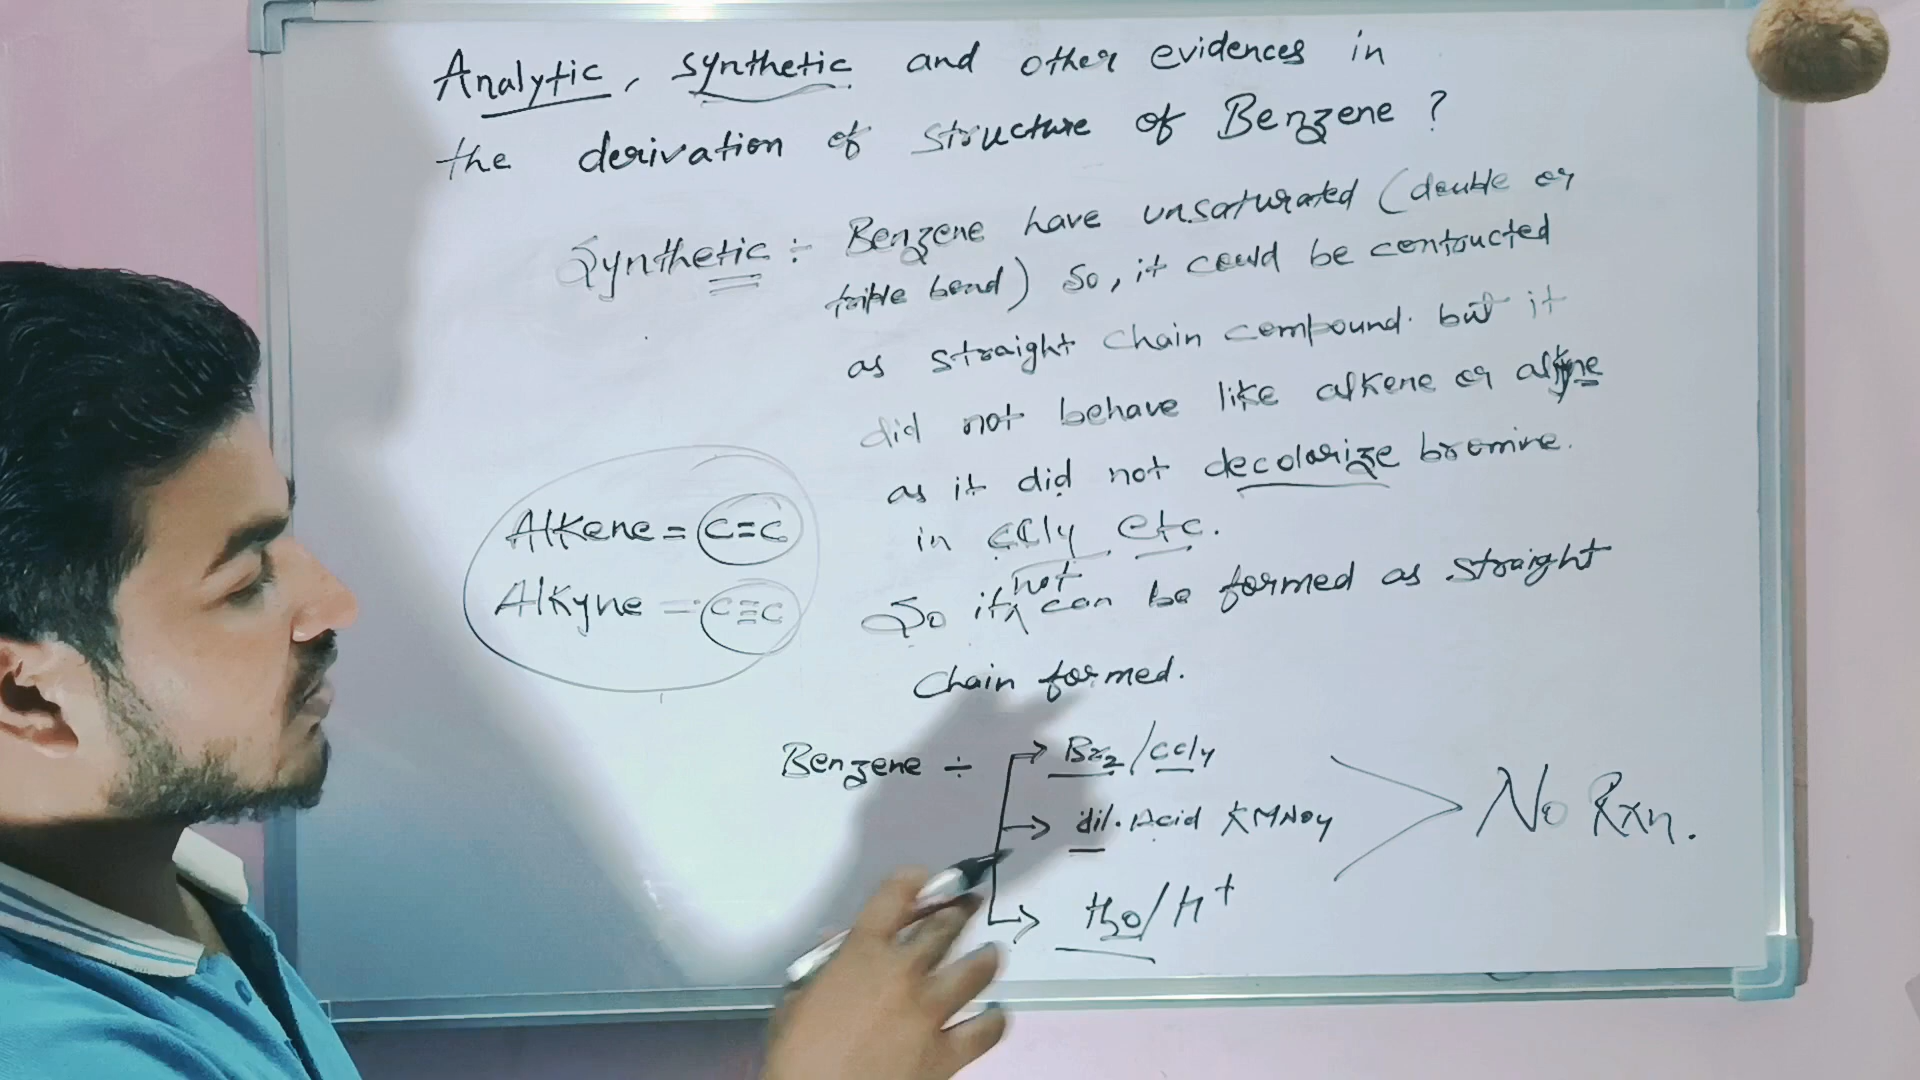 Analytic, synthetic and other evidences in
the derivation of structure of Benzene ?
Synthetic :- Benzene have unsaturated (double or
triple bond) So, it could be contructed
as straight chain compound. but it
did not behave like alkene or alkyne
as it did not decolarize bromine.
in CCl4 etc.
So it not can be formed as straight
Chain formed.
Alkene = C=C
Alkyne = C≡C
Benzene ÷
→ Br2/CCl4
→ dil. Acid KMNO4
→ H2O/H+
No Rxn.